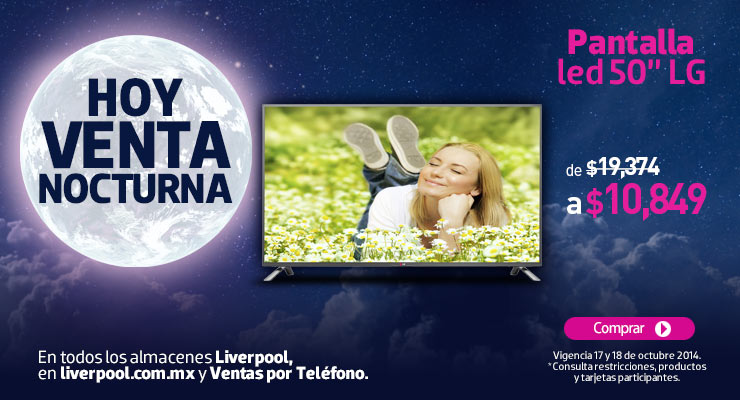 HOY
VENTA
NOCTURNA
Pantalla
led 50" LG
de $19,374
a $10,849
Comprar
En todos los almacenes Liverpool,
en liverpool.com.mx y Ventas por Teléfono.
Vigencia 17 y 18 de octubre 2014.
*Consulta restricciones, productos
y tarjetas participantes.